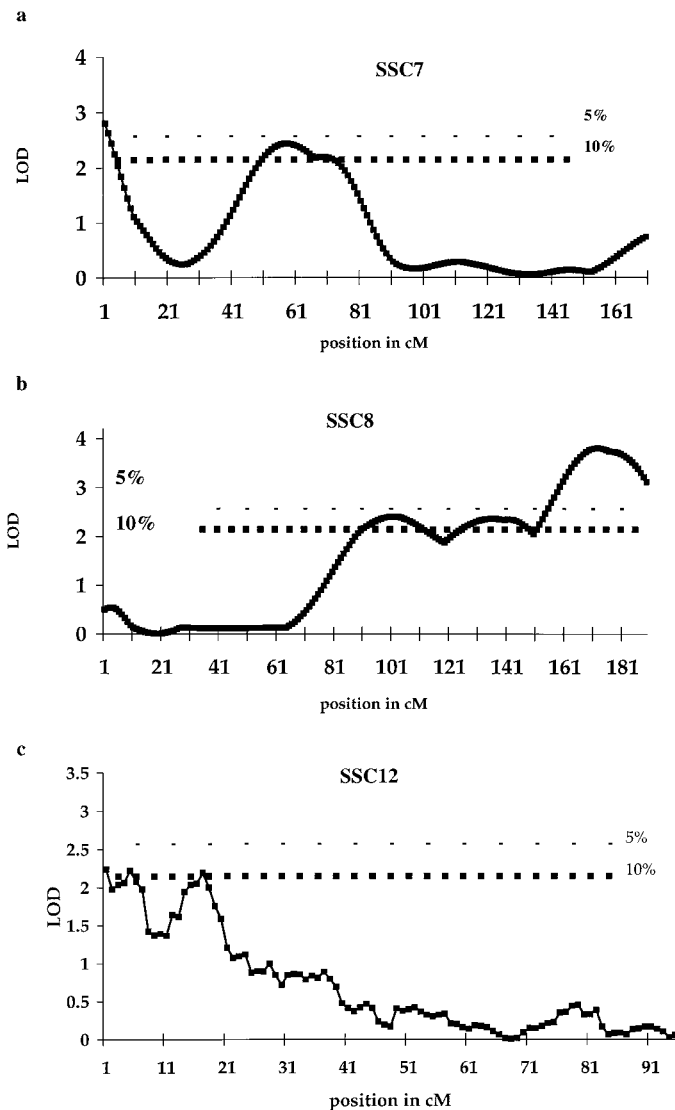 a
SSC7
4
3
2
1
0
LOD
5%
10%
1 21 41 61 81 101 121 141 161
position in cM
b
SSC8
4
3
2
1
0
LOD
5%
10%
1 21 41 61 81 101 121 141 161 181
position in cM
c
SSC12
3.5
3
2.5
2
1.5
1
0.5
0
LOD
5%
10%
1 11 21 31 41 51 61 71 81 91
position in cM